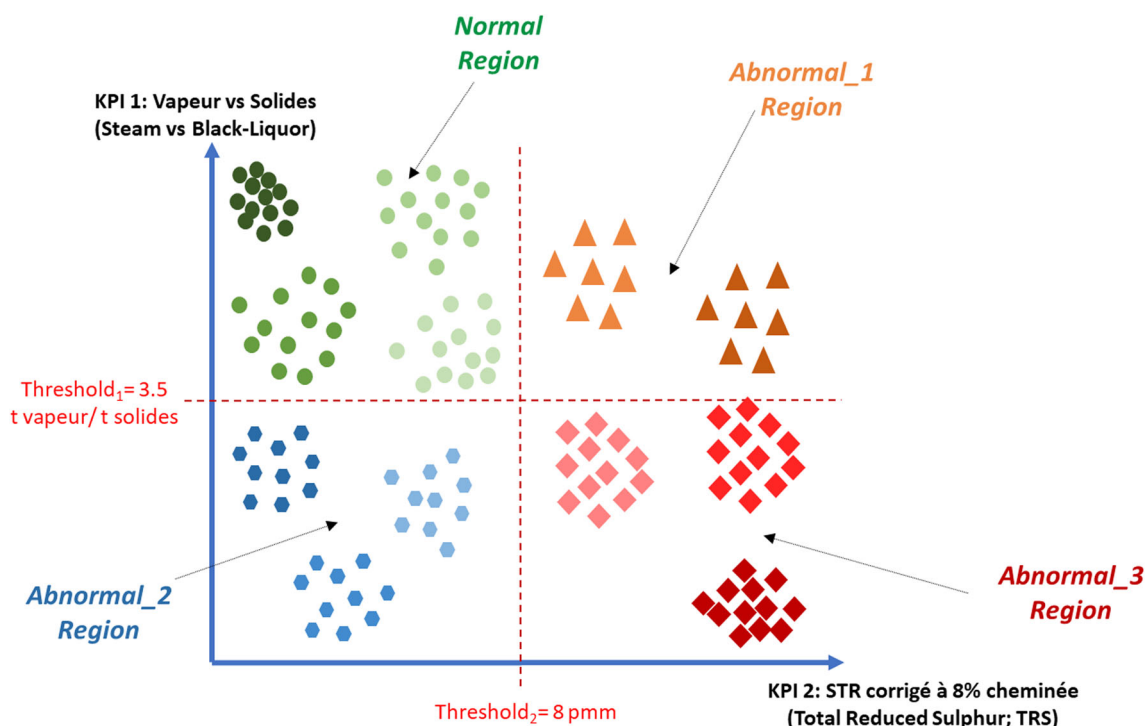 Normal
Region
Abnormal_1
Region
KPI 1: Vapeur vs Solides
(Steam vs Black-Liquor)
Threshold₁= 3.5
t vapeur/ t solides
Abnormal_2
Region
Abnormal_3
Region
KPI 2: STR corrigé à 8% cheminée
(Total Reduced Sulphur; TRS)
Threshold₂= 8 pmm